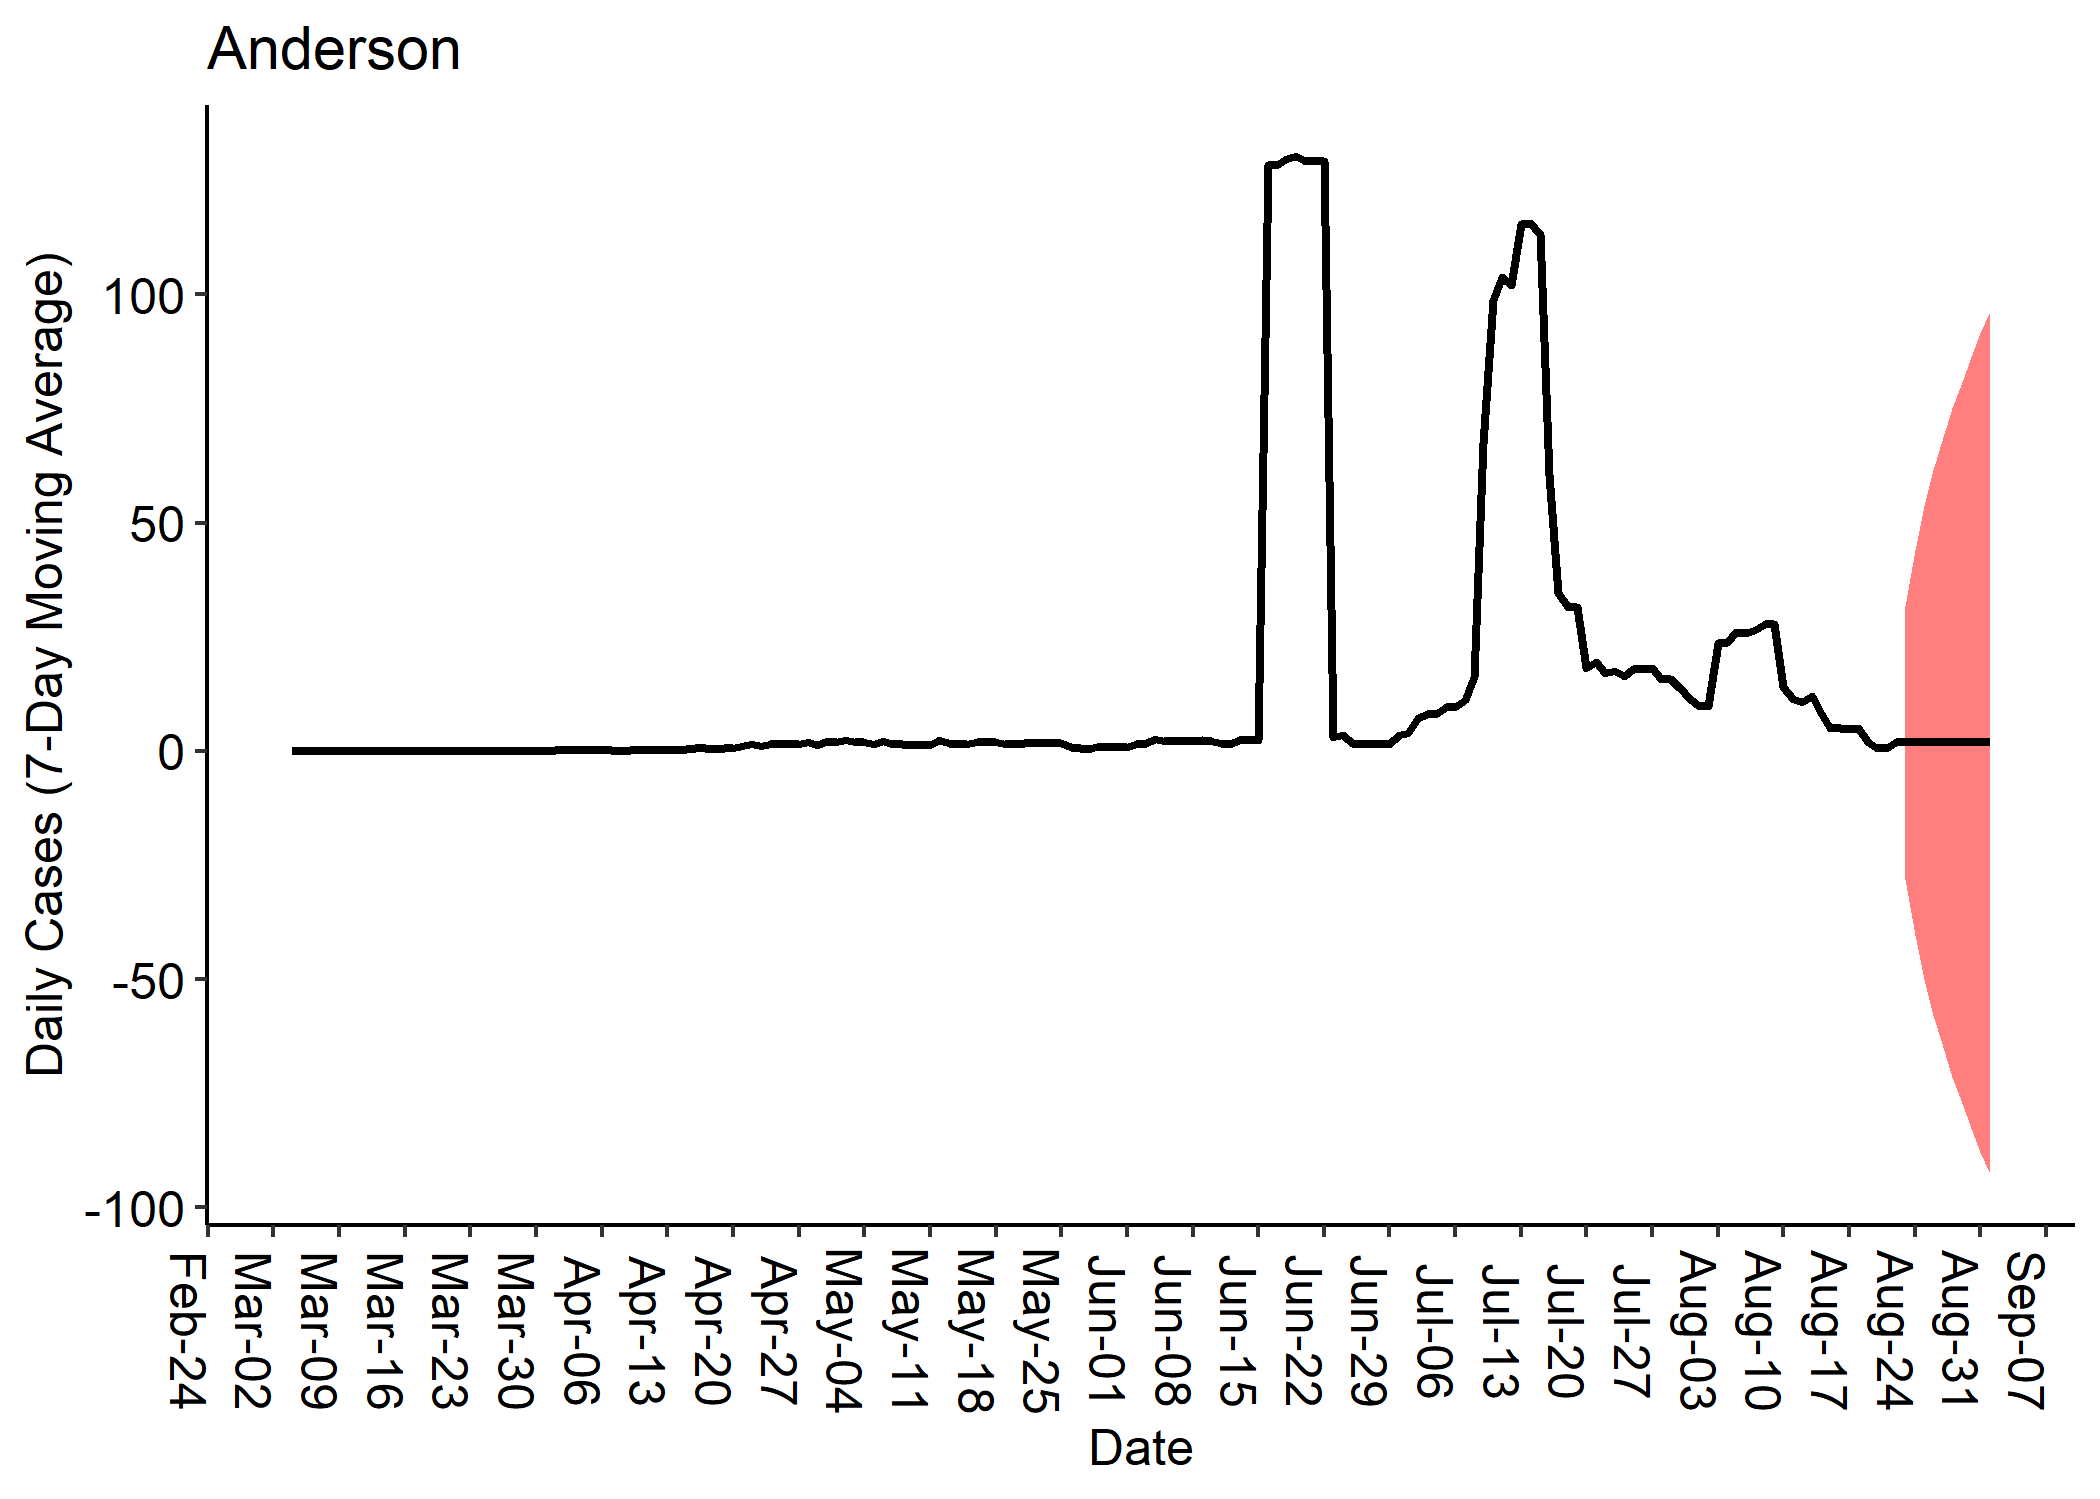 Anderson
Daily Cases (7-Day Moving Average)
100
50
0
-50
-100
Feb-24
Mar-02
Mar-09
Mar-16
Mar-23
Mar-30
Apr-06
Apr-13
Apr-20
Apr-27
May-04
May-11
May-18
May-25
Jun-01
Jun-08
Jun-15
Jun-22
Jun-29
Jul-06
Jul-13
Jul-20
Jul-27
Aug-03
Aug-10
Aug-17
Aug-24
Aug-31
Sep-07
Date